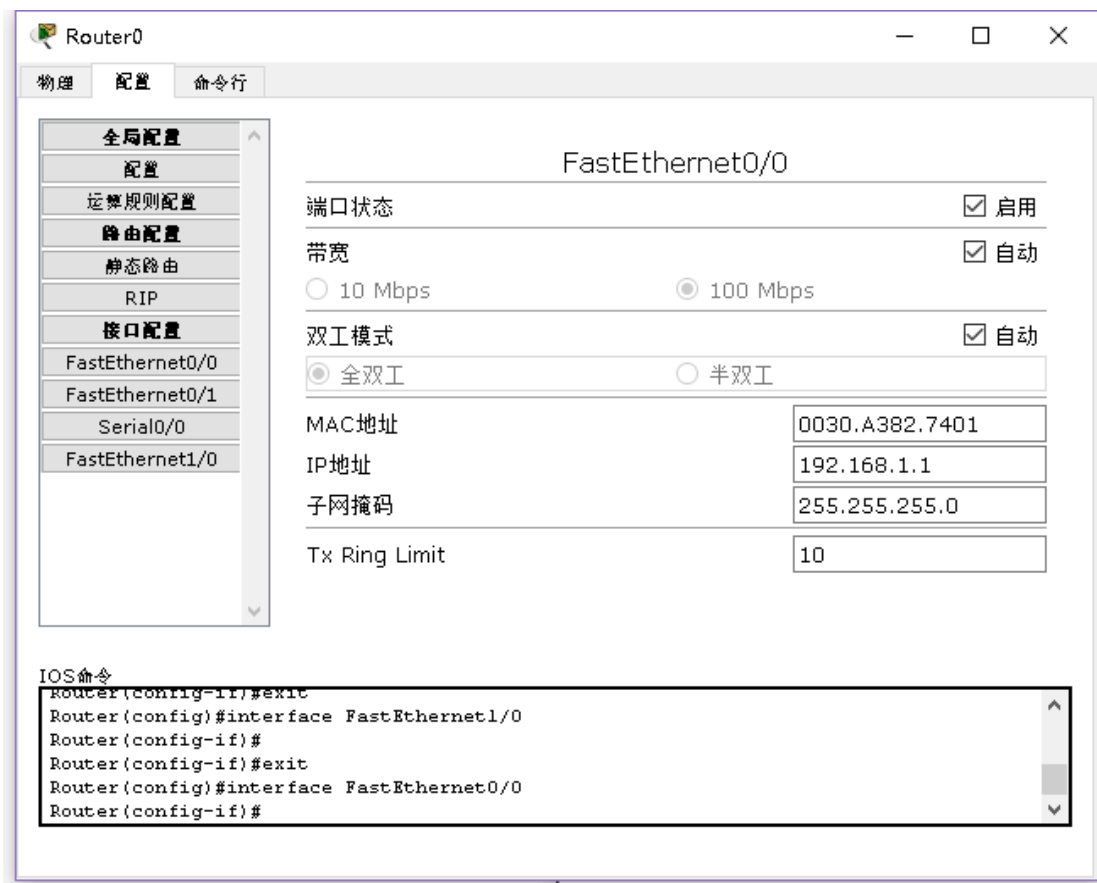 Router0
物理 配置 命令行
全局配置
配置
运算规则配置
路由配置
静态路由
RIP
接口配置
FastEthernet0/0
FastEthernet0/1
Serial0/0
FastEthernet1/0
FastEthernet0/0
端口状态 启用
带宽 自动
10 Mbps 100 Mbps
双工模式 自动
全双工 半双工
MAC地址 0030.A382.7401
IP地址 192.168.1.1
子网掩码 255.255.255.0
Tx Ring Limit 10
IOS命令
Router(config-if)#exit
Router(config)#interface FastEthernet1/0
Router(config-if)#
Router(config-if)#exit
Router(config)#interface FastEthernet0/0
Router(config-if)#